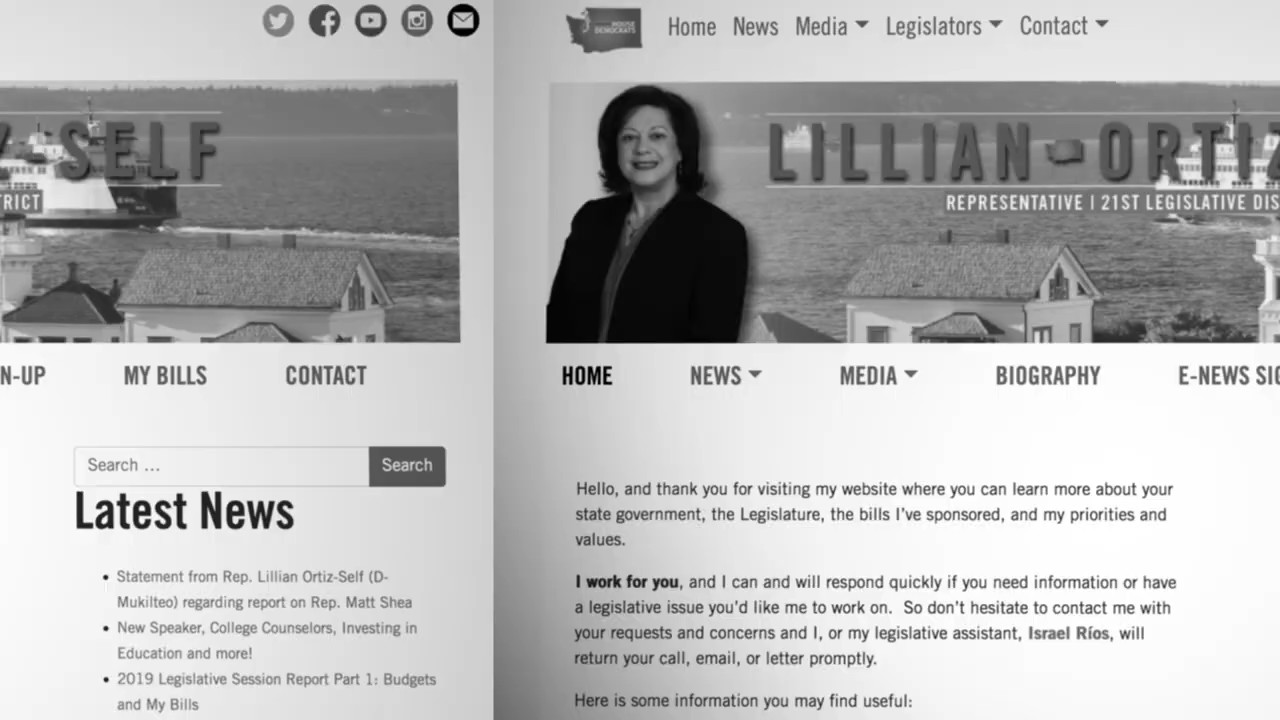 Y-SELF
TRICT
N-UP
MY BILLS
CONTACT
Search ...
Search
Latest News
Statement from Rep. Lillian Ortiz-Self (D-
Mukilteo) regarding report on Rep. Matt Shea
New Speaker, College Counselors, Investing in
Education and more!
2019 Legislative Session Report Part 1: Budgets
and My Bills
HOUSE
DEMOCRATS
Home
News
Media
Legislators
Contact
LILLIAN ORTIZ
REPRESENTATIVE | 21ST LEGISLATIVE DIS
HOME
NEWS
MEDIA
BIOGRAPHY
E-NEWS SIG
Hello, and thank you for visiting my website where you can learn more about your
state government, the Legislature, the bills I've sponsored, and my priorities and
values.
I work for you, and I can and will respond quickly if you need information or have
a legislative issue you'd like me to work on. So don't hesitate to contact me with
your requests and concerns and I, or my legislative assistant, Israel Ríos, will
return your call, email, or letter promptly.
Here is some information you may find useful: